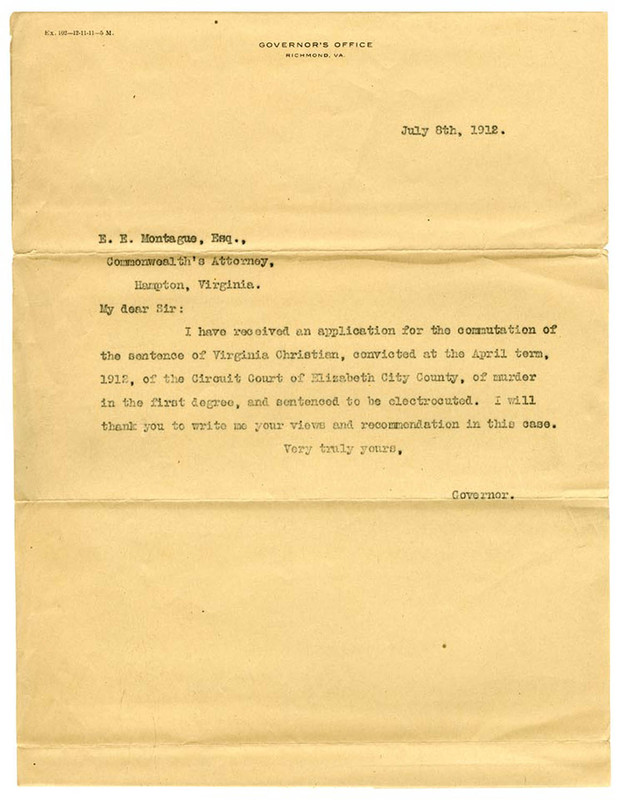 Ex. 102—12-11-11—5 M.
GOVERNOR'S OFFICE
RICHMOND, VA.
July 8th, 1912.
E. E. Montague, Esq.,
Commonwealth's Attorney,
Hampton, Virginia.
My dear Sir:
I have received an application for the commutation of
the sentence of Virginia Christian, convicted at the April term,
1912, of the Circuit Court of Elizabeth City County, of murder
in the first degree, and sentenced to be electrocuted. I will
thank you to write me your views and recommendation in this case.
Very truly yours,
Governor.